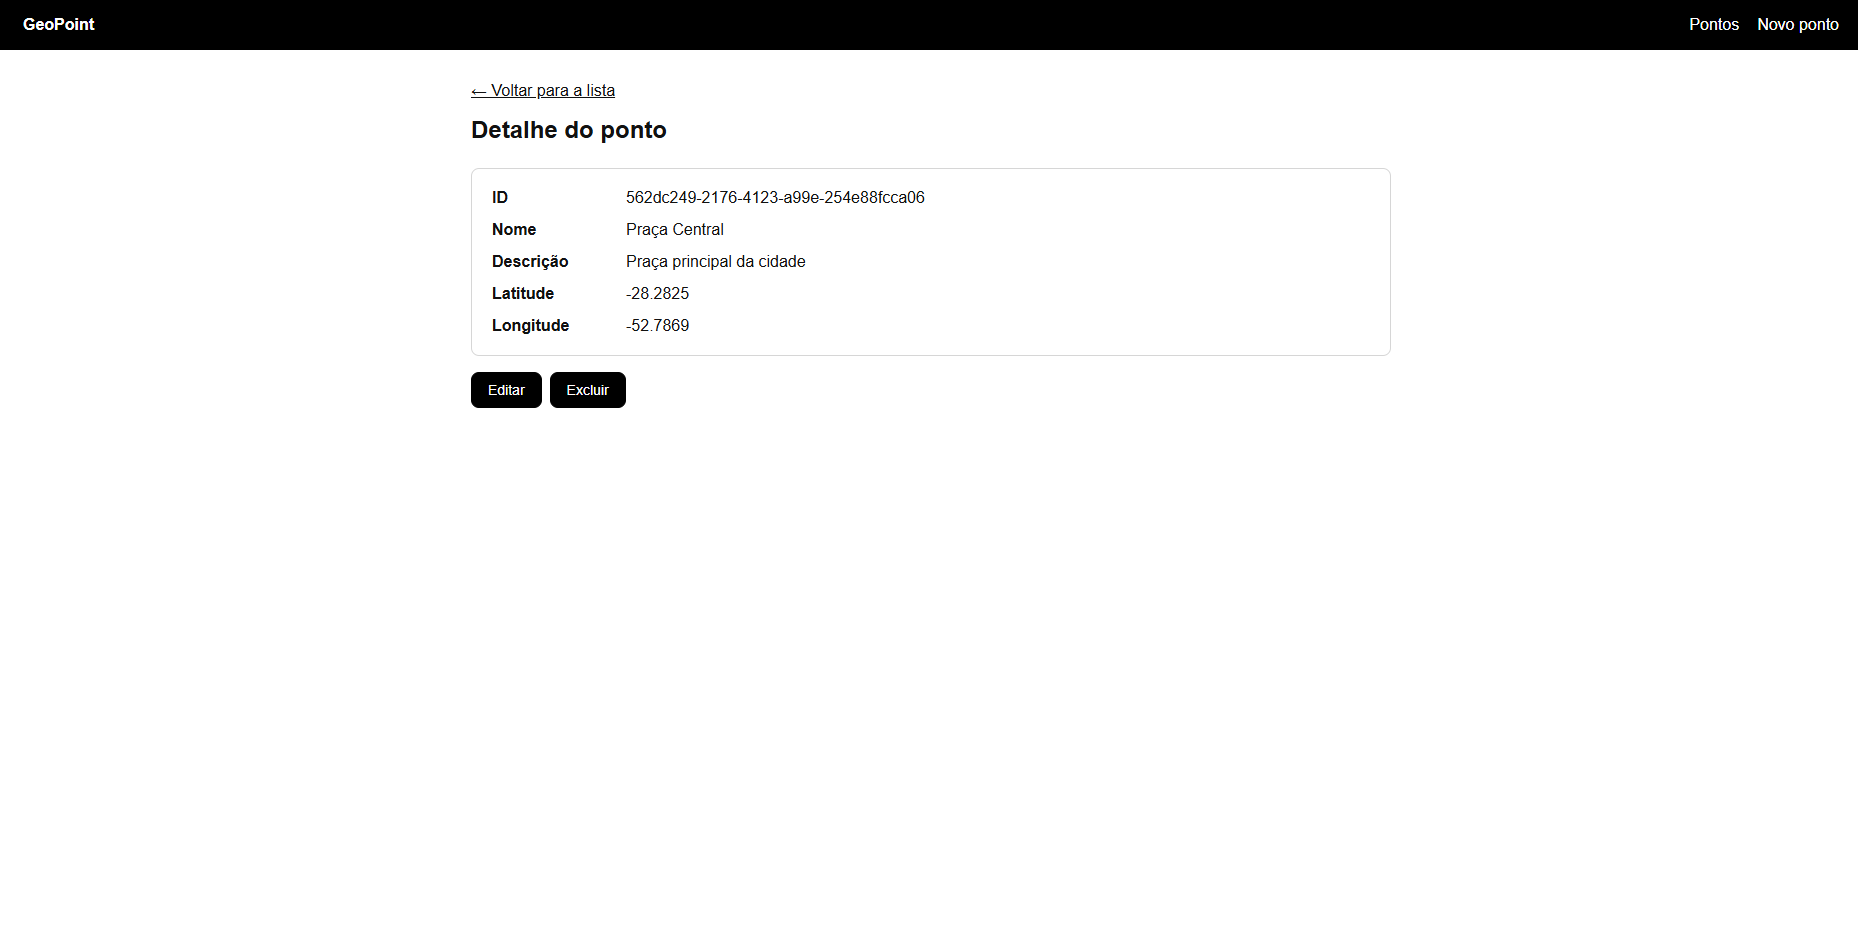 GeoPoint
Pontos Novo ponto
← Voltar para a lista
Detalhe do ponto
ID 562dc249-2176-4123-a99e-254e88fcca06
Nome Praça Central
Descrição Praça principal da cidade
Latitude -28.2825
Longitude -52.7869
Editar Excluir